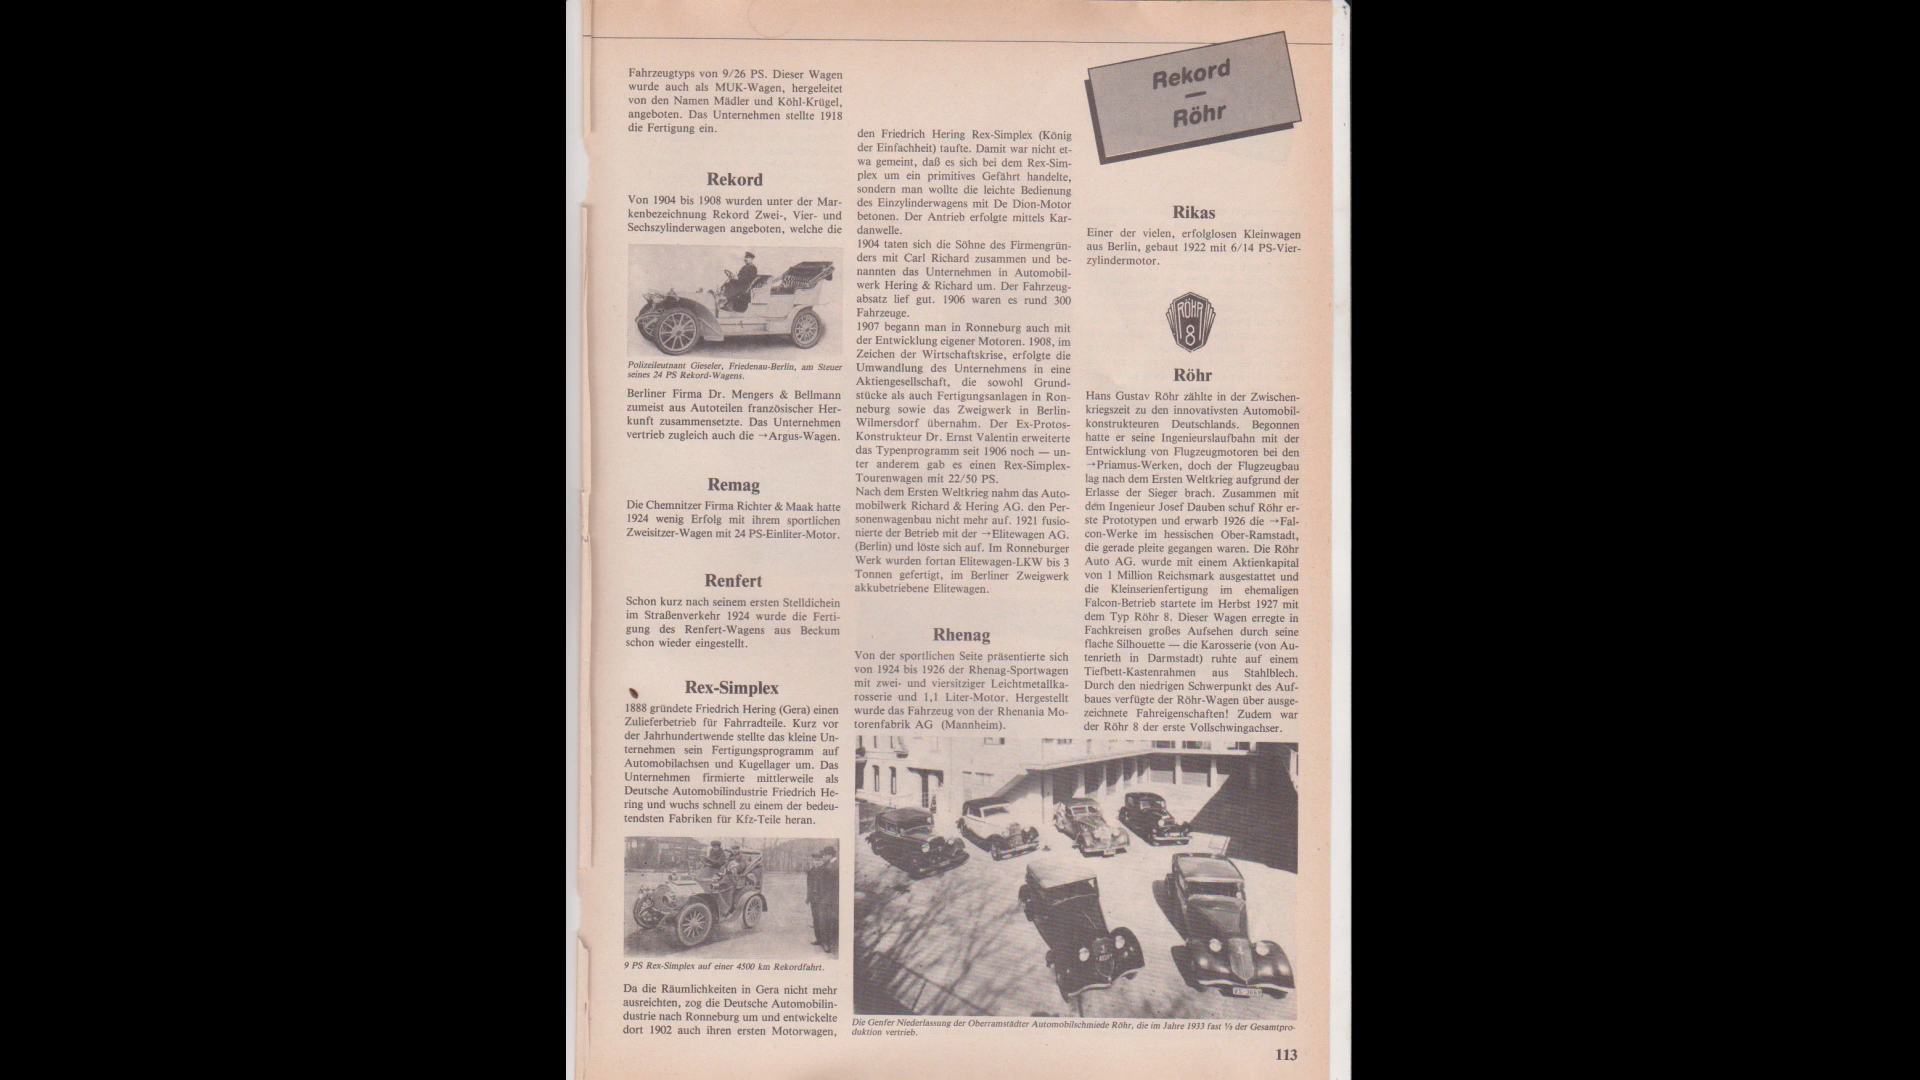 Fahrzeugtyps von 9/26 PS. Dieser Wagen
wurde auch als MUK-Wagen, hergeleitet
von den Namen Mädler und Köhl-Krügel,
angeboten. Das Unternehmen stellte 1918
die Fertigung ein.
Rekord
Von 1904 bis 1908 wurden unter der Mar-
kenbezeichnung Rekord Zwei-, Vier- und
Sechszylinderwagen angeboten, welche die
Polizeileutnant Gieseler, Friedenau-Berlin, am Steuer
seines 24 PS Rekord-Wagens.
Berliner Firma Dr. Mengers & Bellmann
zumeist aus Autoteilen französischer Her-
kunft zusammensetzte. Das Unternehmen
vertrieb zugleich auch die →Argus-Wagen.
Remag
Die Chemnitzer Firma Richter & Maak hatte
1924 wenig Erfolg mit ihrem sportlichen
Zweisitzer-Wagen mit 24 PS-Einliter-Motor.
Renfert
Schon kurz nach seinem ersten Stelldichein
im Straßenverkehr 1924 wurde die Ferti-
gung des Renfert-Wagens aus Beckum
schon wieder eingestellt.
Rex-Simplex
1888 gründete Friedrich Hering (Gera) einen
Zulieferbetrieb für Fahrradteile. Kurz vor
der Jahrhundertwende stellte das kleine Un-
ternehmen sein Fertigungsprogramm auf
Automobilachsen und Kugellager um. Das
Unternehmen firmierte mittlerweile als
Deutsche Automobilindustrie Friedrich He-
ring und wuchs schnell zu einem der bedeu-
tendsten Fabriken für Kfz-Teile heran.
9 PS Rex-Simplex auf einer 4500 km Rekordfahrt.
Da die Räumlichkeiten in Gera nicht mehr
ausreichten, zog die Deutsche Automobilin-
dustrie nach Ronneburg um und entwickelte
dort 1902 auch ihren ersten Motorwagen,
den Friedrich Hering Rex-Simplex (König
der Einfachheit) taufte. Damit war nicht et-
wa gemeint, daß es sich bei dem Rex-Sim-
plex um ein primitives Gefährt handelte,
sondern man wollte die leichte Bedienung
des Einzylinderwagens mit De Dion-Motor
betonen. Der Antrieb erfolgte mittels Kar-
danwelle.
1904 taten sich die Söhne des Firmengrün-
ders mit Carl Richard zusammen und be-
nannten das Unternehmen in Automobil-
werk Hering & Richard um. Der Fahrzeug-
absatz lief gut. 1906 waren es rund 300
Fahrzeuge.
1907 begann man in Ronneburg auch mit
der Entwicklung eigener Motoren. 1908, im
Zeichen der Wirtschaftskrise, erfolgte die
Umwandlung des Unternehmens in eine
Aktiengesellschaft, die sowohl Grund-
stücke als auch Fertigungsanlagen in Ron-
neburg sowie das Zweigwerk in Berlin-
Wilmersdorf übernahm. Der Ex-Protos-
Konstrukteur Dr. Ernst Valentin erweiterte
das Typenprogramm seit 1906 noch — un-
ter anderem gab es einen Rex-Simplex-
Tourenwagen mit 22/50 PS.
Nach dem Ersten Weltkrieg nahm das Auto-
mobilwerk Richard & Hering AG. den Per-
sonenwagenbau nicht mehr auf. 1921 fusio-
nierte der Betrieb mit der →Elitewagen AG.
(Berlin) und löste sich auf. Im Ronneburger
Werk wurden fortan Elitewagen-LKW bis 3
Tonnen gefertigt, im Berliner Zweigwerk
akkubetriebene Elitewagen.
Rhenag
Von der sportlichen Seite präsentierte sich
von 1924 bis 1926 der Rhenag-Sportwagen
mit zwei- und viersitziger Leichtmetallka-
rosserie und 1,1 Liter-Motor. Hergestellt
wurde das Fahrzeug von der Rhenania Mo-
torenfabrik AG (Mannheim).
Rekord
—
Röhr
Rikas
Einer der vielen, erfolglosen Kleinwagen
aus Berlin, gebaut 1922 mit 6/14 PS-Vier-
zylindermotor.
RÖHR
8
Röhr
Hans Gustav Röhr zählte in der Zwischen-
kriegszeit zu den innovativsten Automobil-
konstrukteuren Deutschlands. Begonnen
hatte er seine Ingenieurslaufbahn mit der
Entwicklung von Flugzeugmotoren bei den
→Priamus-Werken, doch der Flugzeugbau
lag nach dem Ersten Weltkrieg aufgrund der
Erlasse der Sieger brach. Zusammen mit
dem Ingenieur Josef Dauben schuf Röhr er-
ste Prototypen und erwarb 1926 die →Fal-
con-Werke im hessischen Ober-Ramstadt,
die gerade pleite gegangen waren. Die Röhr
Auto AG. wurde mit einem Aktienkapital
von 1 Million Reichsmark ausgestattet und
die Kleinserienfertigung im ehemaligen
Falcon-Betrieb startete im Herbst 1927 mit
dem Typ Röhr 8. Dieser Wagen erregte in
Fachkreisen großes Aufsehen durch seine
flache Silhouette — die Karosserie (von Au-
tenrieth in Darmstadt) ruhte auf einem
Tiefbett-Kastenrahmen aus Stahlblech.
Durch den niedrigen Schwerpunkt des Auf-
baues verfügte der Röhr-Wagen über ausge-
zeichnete Fahreigenschaften! Zudem war
der Röhr 8 der erste Vollschwingachser.
Die Genfer Niederlassung der Oberramstädter Automobilschmiede Röhr, die im Jahre 1933 fast ⅓ der Gesamtpro-
duktion vertrieb.
113